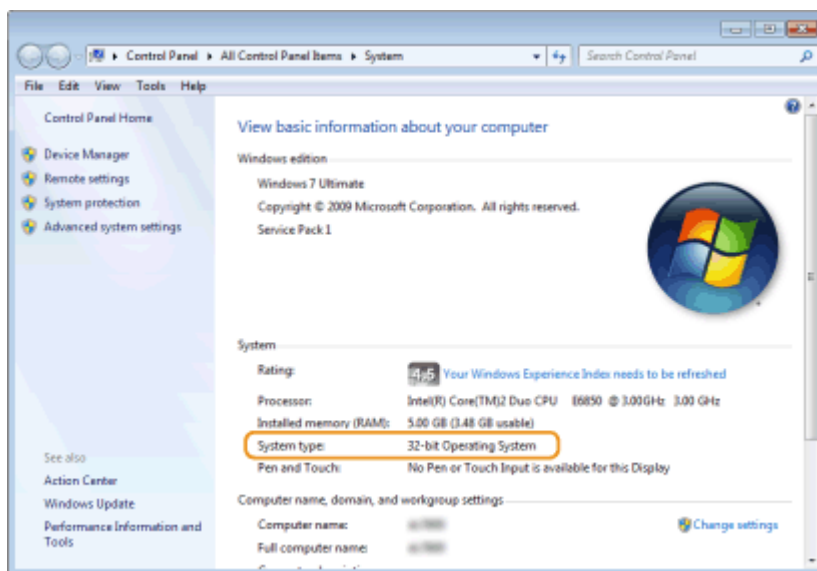 Control Panel ▸ All Control Panel Items ▸ System
Search Control Panel
File Edit View Tools Help
Control Panel Home
Device Manager
Remote settings
System protection
Advanced system settings
See also
Action Center
Windows Update
Performance Information and
Tools
View basic information about your computer
Windows edition
Windows 7 Ultimate
Copyright © 2009 Microsoft Corporation. All rights reserved.
Service Pack 1
System
Rating: 4,5 Your Windows Experience Index needs to be refreshed
Processor: Intel(R) Core(TM)2 Duo CPU E6850 @ 3.00GHz 3.00 GHz
Installed memory (RAM): 5.00 GB (3.48 GB usable)
System type: 32-bit Operating System
Pen and Touch: No Pen or Touch Input is available for this Display
Computer name, domain, and workgroup settings
Computer name:
Change settings
Full computer name: